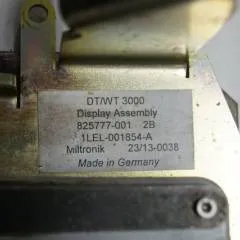 DT/WT 3000
Display Assembly
825777-001 2B
1LEL-001854-A
Miltronik 23/13-0038
Made in Germany